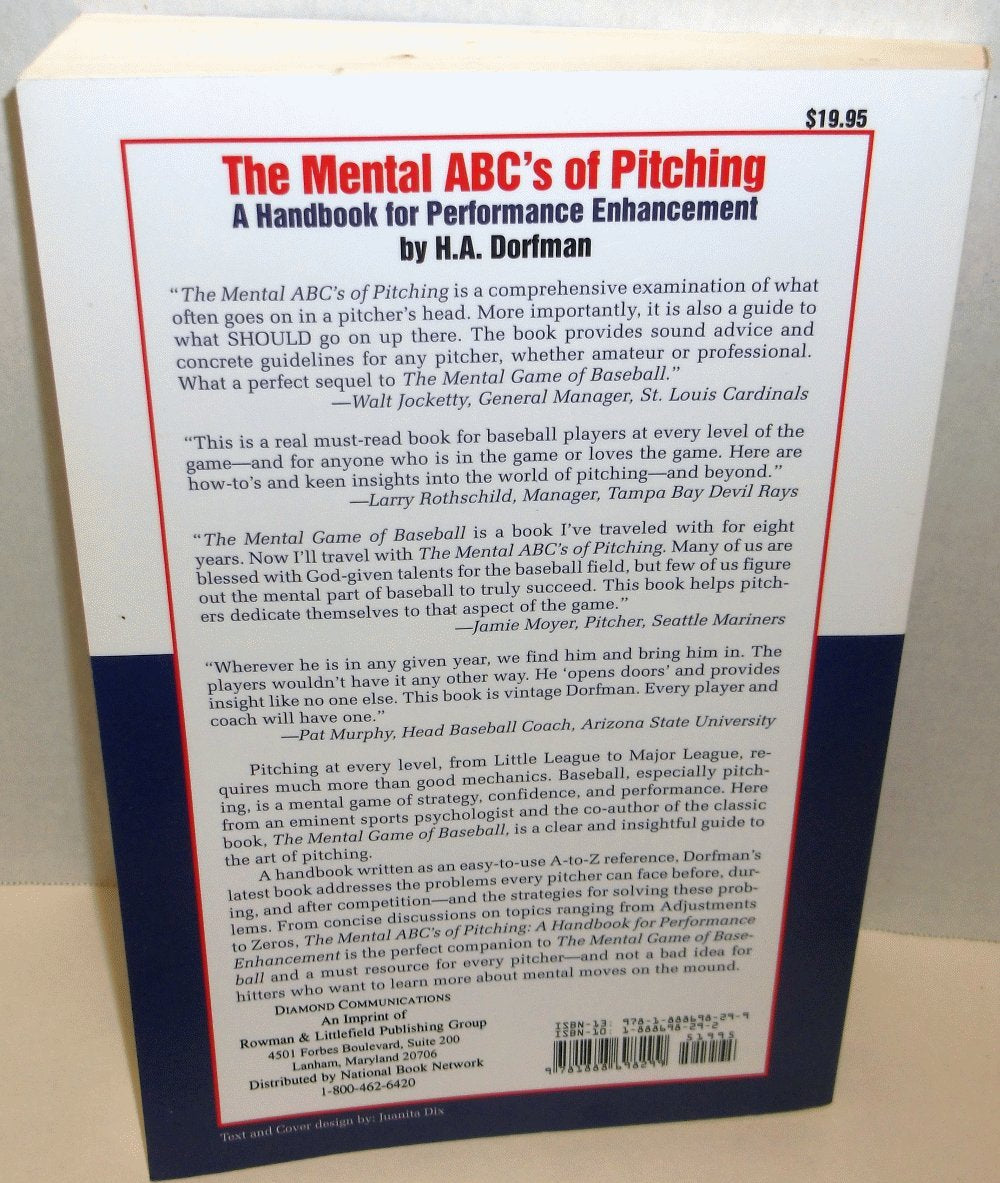 $19.95
The Mental ABC's of Pitching
A Handbook for Performance Enhancement
by H.A. Dorfman
"The Mental ABC's of Pitching is a comprehensive examination of what
often goes on in a pitcher's head. More importantly, it is also a guide to
what SHOULD go on up there. The book provides sound advice and
concrete guidelines for any pitcher, whether amateur or professional.
What a perfect sequel to The Mental Game of Baseball."
—Walt Jocketty, General Manager, St. Louis Cardinals
"This is a real must-read book for baseball players at every level of the
game—and for anyone who is in the game or loves the game. Here are
how-to's and keen insights into the world of pitching—and beyond."
—Larry Rothschild, Manager, Tampa Bay Devil Rays
"The Mental Game of Baseball is a book I've traveled with for eight
years. Now I'll travel with The Mental ABC's of Pitching. Many of us are
blessed with God-given talents for the baseball field, but few of us figure
out the mental part of baseball to truly succeed. This book helps pitch-
ers dedicate themselves to that aspect of the game."
—Jamie Moyer, Pitcher, Seattle Mariners
"Wherever he is in any given year, we find him and bring him in. The
players wouldn't have it any other way. He 'opens doors' and provides
insight like no one else. This book is vintage Dorfman. Every player and
coach will have one."
—Pat Murphy, Head Baseball Coach, Arizona State University
Pitching at every level, from Little League to Major League, re-
quires much more than good mechanics. Baseball, especially pitch-
ing, is a mental game of strategy, confidence, and performance. Here
from an eminent sports psychologist and the co-author of the classic
book, The Mental Game of Baseball, is a clear and insightful guide to
the art of pitching.
A handbook written as an easy-to-use A-to-Z reference, Dorfman's
latest book addresses the problems every pitcher can face before, dur-
ing, and after competition—and the strategies for solving these prob-
lems. From concise discussions on topics ranging from Adjustments
to Zeros, The Mental ABC's of Pitching: A Handbook for Performance
Enhancement is the perfect companion to The Mental Game of Base-
ball and a must resource for every pitcher—and not a bad idea for
hitters who want to learn more about mental moves on the mound.
DIAMOND COMMUNICATIONS
An Imprint of
Rowman & Littlefield Publishing Group
4501 Forbes Boulevard, Suite 200
Lanham, Maryland 20706
Distributed by National Book Network
1-800-462-6420
ISBN-13: 978-1-888698-29-9
ISBN-10: 1-888698-29-2
51995
9 781888 698299
Text and Cover design by: Juanita Dix